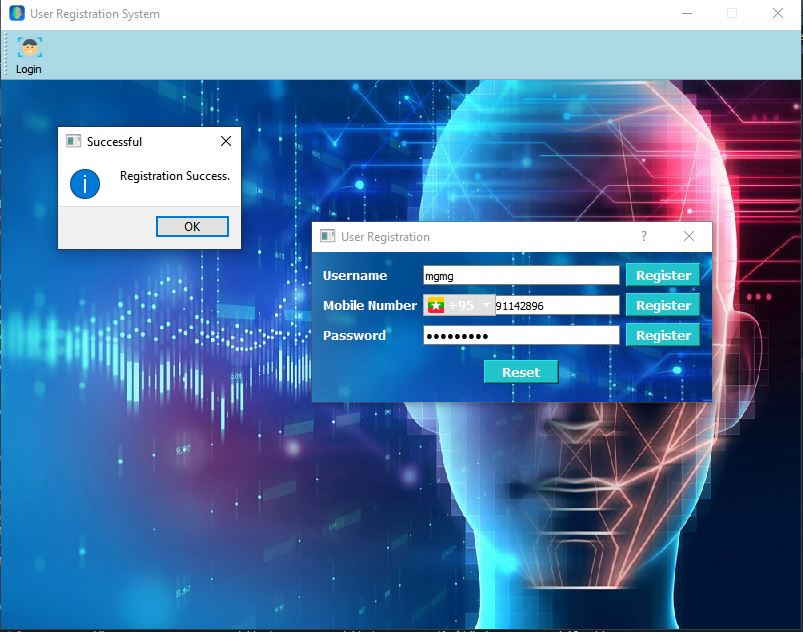 User Registration System
Login
Successful
Registration Success.
OK
User Registration
?
Username mgmg Register
Mobile Number +95 91142896 Register
Password ●●●●●●●●● Register
Reset